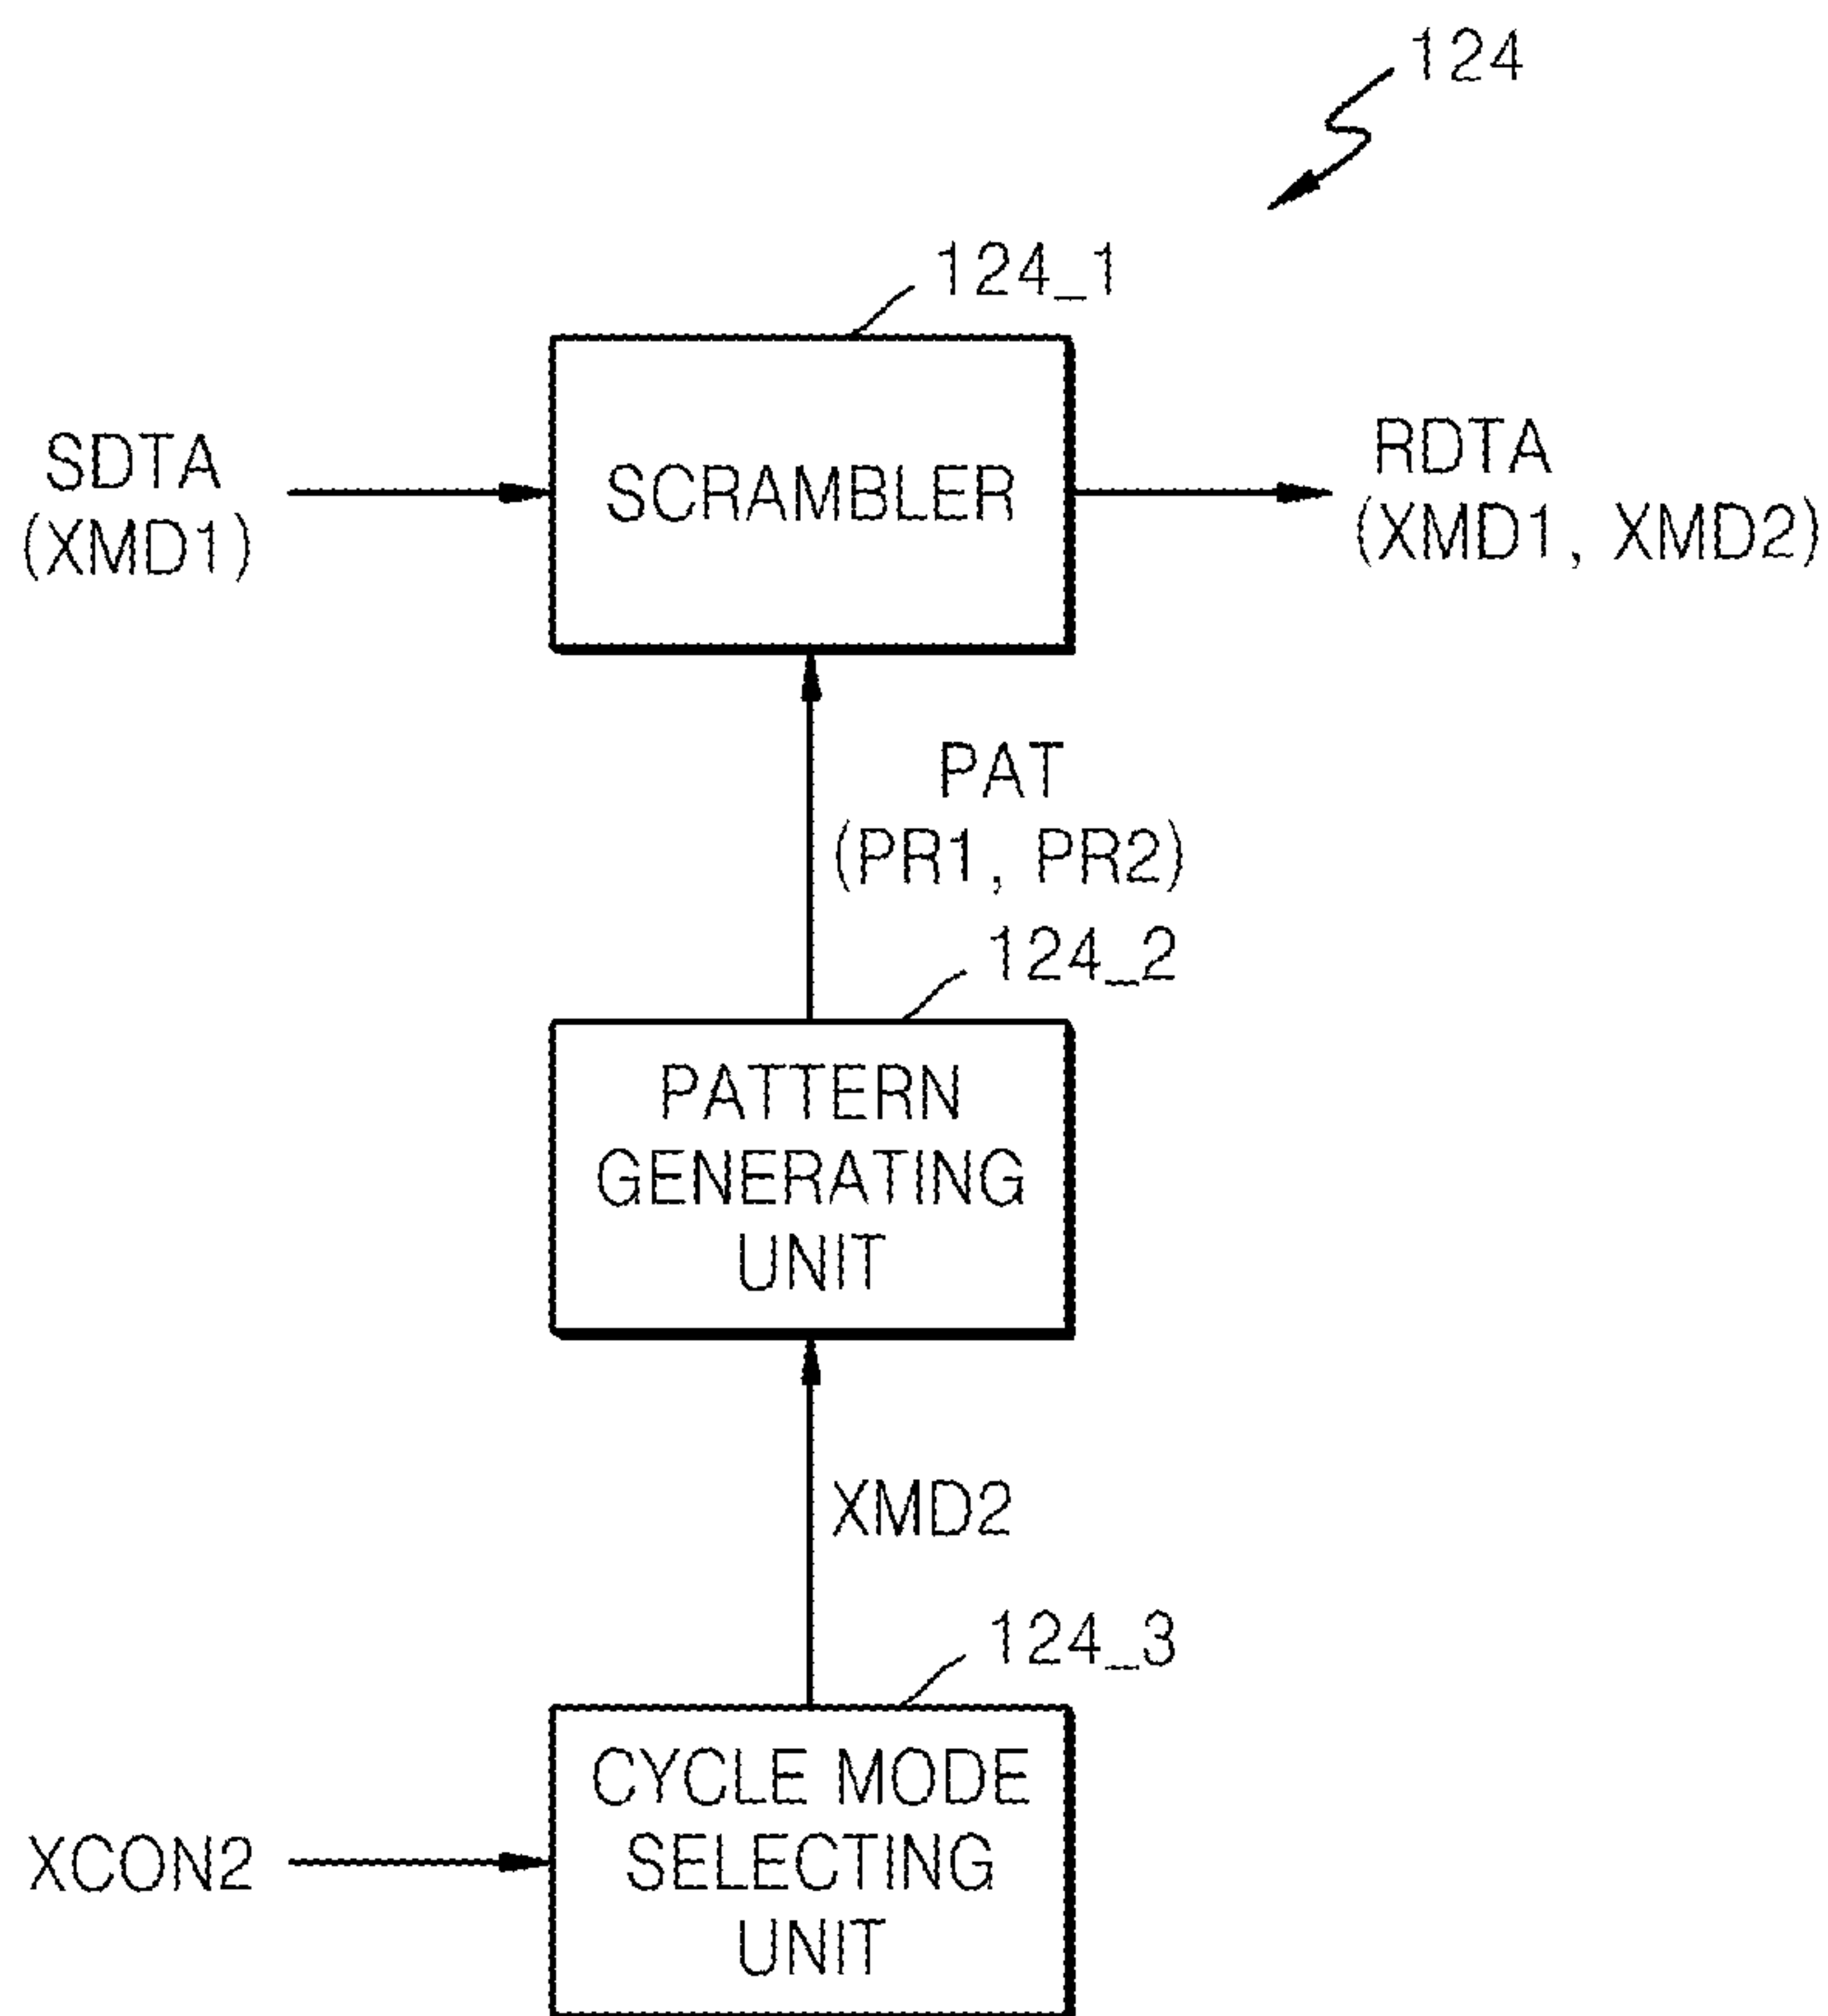 124
124_1
SDTA
(XMD1)
SCRAMBLER
RDTA
(XMD1, XMD2)
PAT
(PR1, PR2)
124_2
PATTERN
GENERATING
UNIT
XMD2
124_3
XCON2
CYCLE MODE
SELECTING
UNIT